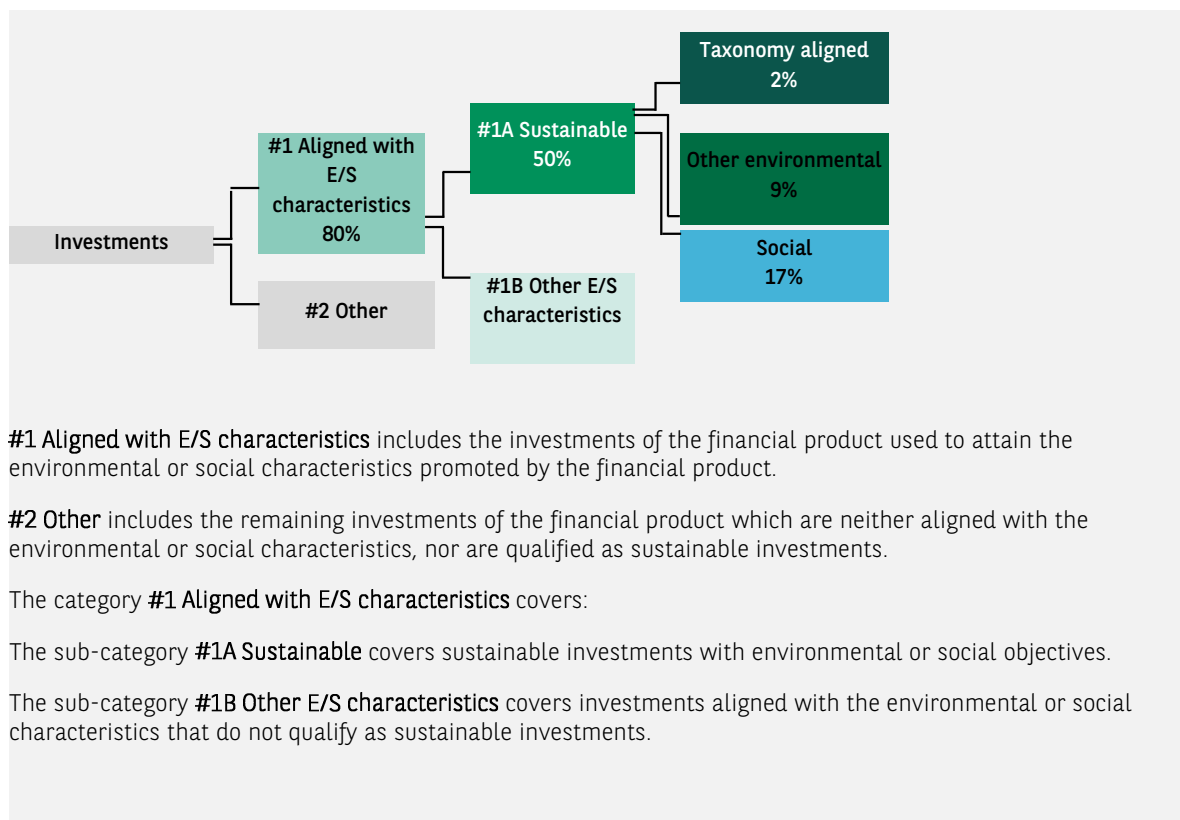 Taxonomy aligned
2%
#1A Sustainable
50%
#1 Aligned with
E/S
characteristics
80%
Other environmental
9%
Investments
Social
17%
#1B Other E/S
characteristics
#2 Other
#1 Aligned with E/S characteristics includes the investments of the financial product used to attain the
environmental or social characteristics promoted by the financial product.
#2 Other includes the remaining investments of the financial product which are neither aligned with the
environmental or social characteristics, nor are qualified as sustainable investments.
The category #1 Aligned with E/S characteristics covers:
The sub-category #1A Sustainable covers sustainable investments with environmental or social objectives.
The sub-category #1B Other E/S characteristics covers investments aligned with the environmental or social
characteristics that do not qualify as sustainable investments.